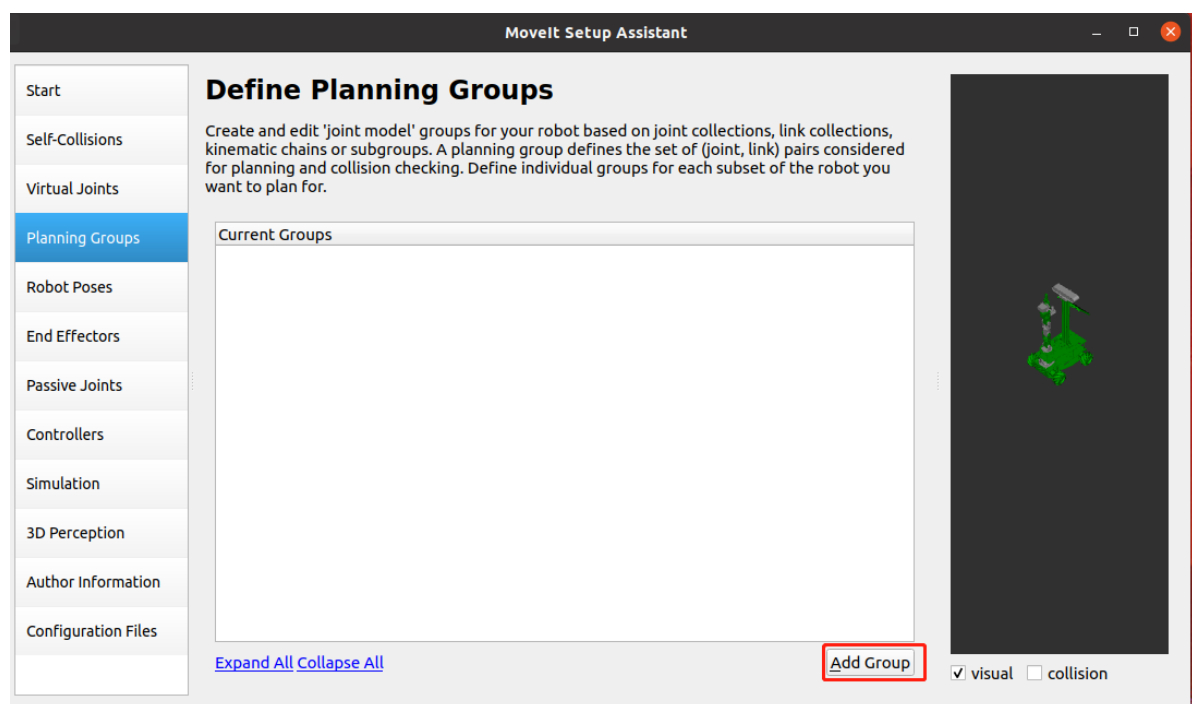 MoveIt Setup Assistant
Start
Self-Collisions
Virtual Joints
Planning Groups
Robot Poses
End Effectors
Passive Joints
Controllers
Simulation
3D Perception
Author Information
Configuration Files
Define Planning Groups
Create and edit 'joint model' groups for your robot based on joint collections, link collections,
kinematic chains or subgroups. A planning group defines the set of (joint, link) pairs considered
for planning and collision checking. Define individual groups for each subset of the robot you
want to plan for.
Current Groups
Expand All Collapse All
Add Group
visual collision